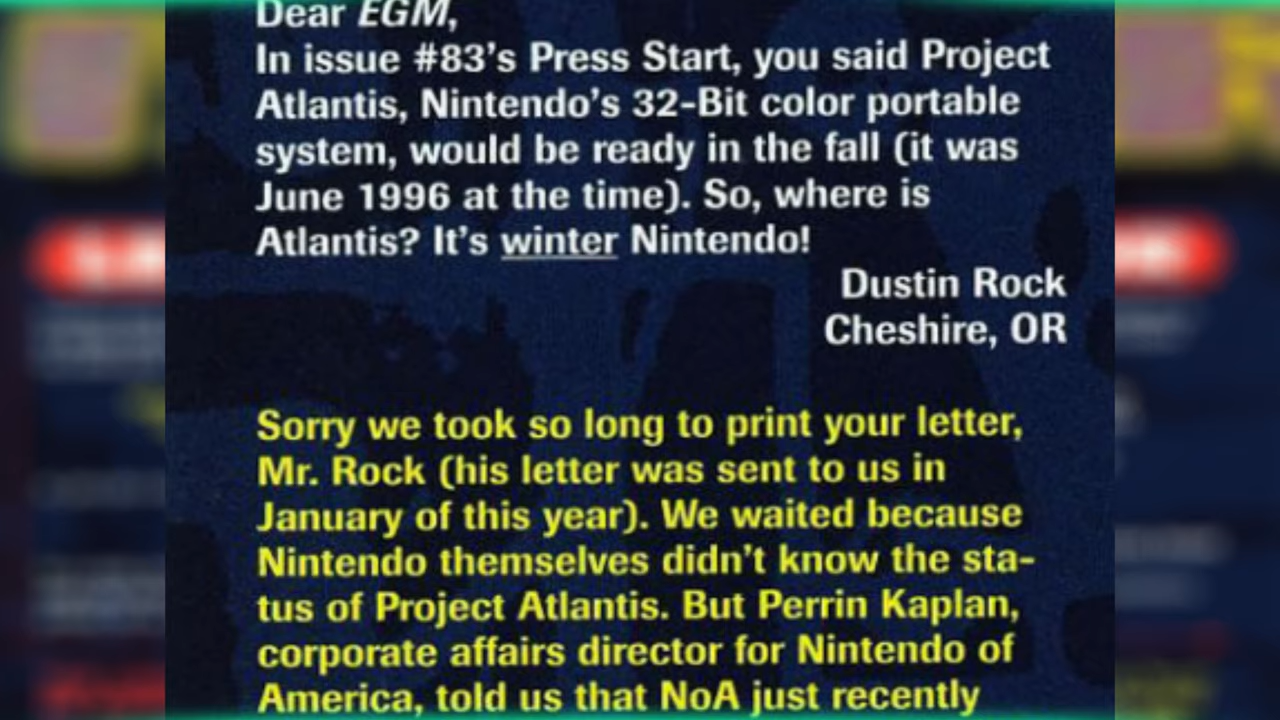 Dear EGM,
In issue #83's Press Start, you said Project
Atlantis, Nintendo's 32-Bit color portable
system, would be ready in the fall (it was
June 1996 at the time). So, where is
Atlantis? It's winter Nintendo!
Dustin Rock
Cheshire, OR
Sorry we took so long to print your letter,
Mr. Rock (his letter was sent to us in
January of this year). We waited because
Nintendo themselves didn't know the sta-
tus of Project Atlantis. But Perrin Kaplan,
corporate affairs director for Nintendo of
America, told us that NoA just recently